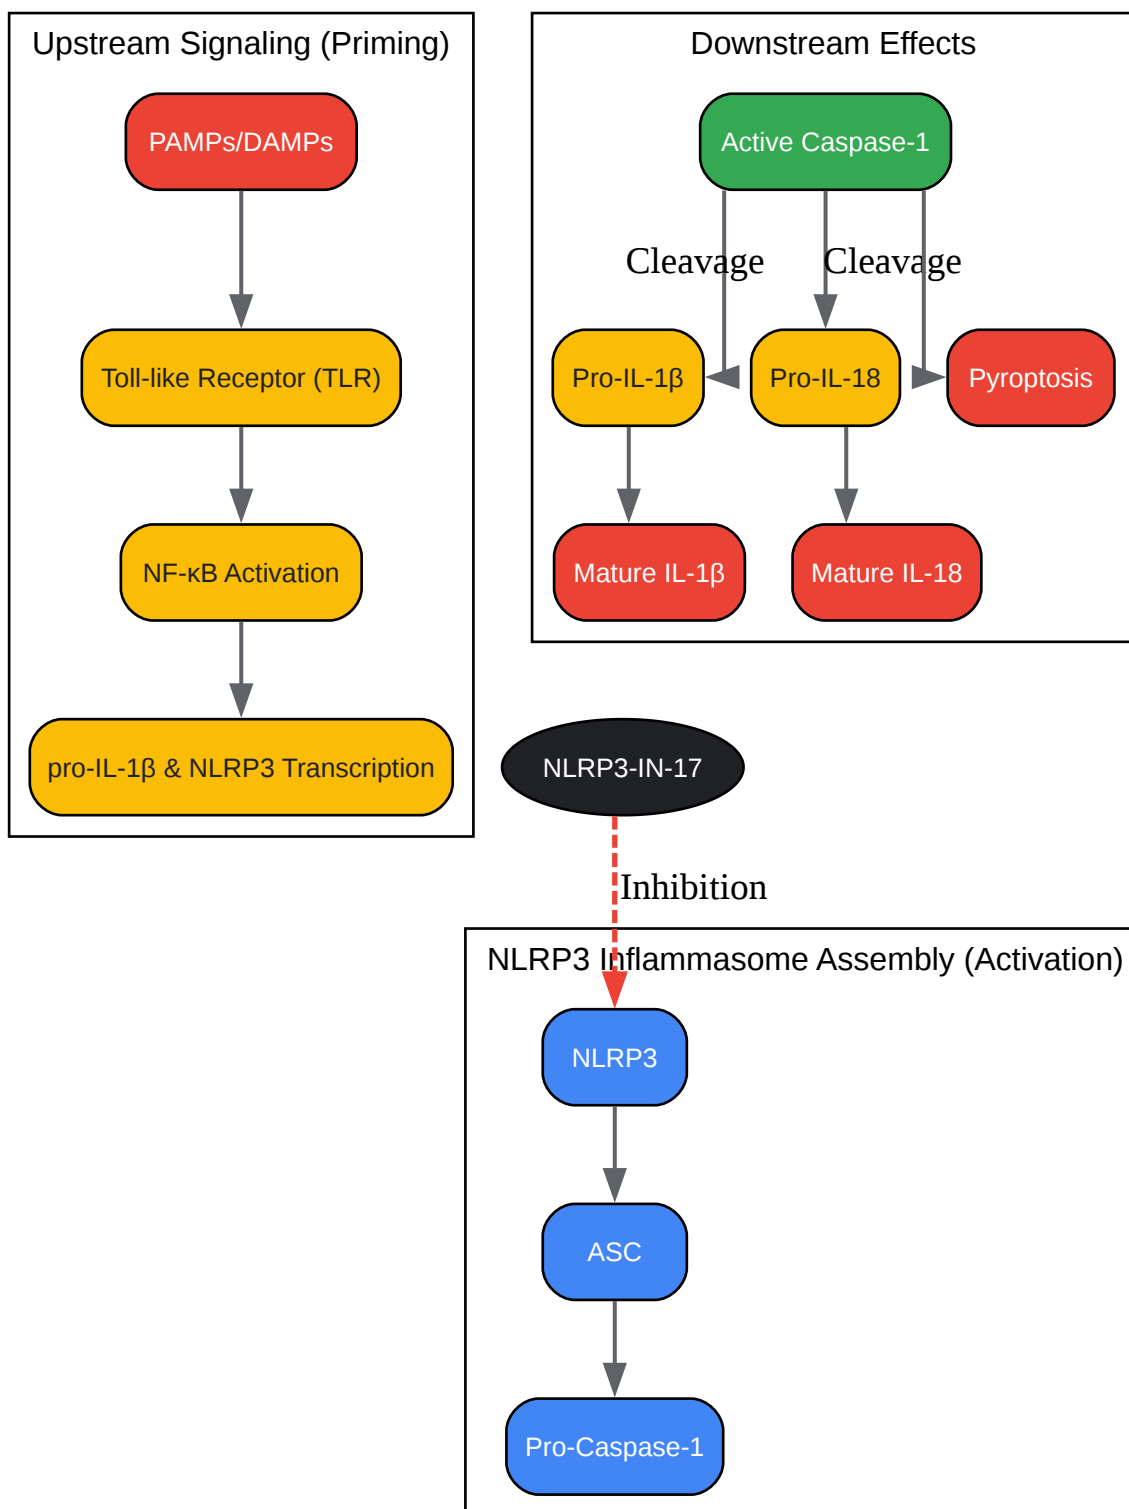 Upstream Signaling (Priming)
PAMPs/DAMPs
Toll-like Receptor (TLR)
NF-κB Activation
pro-IL-1β & NLRP3 Transcription
Downstream Effects
Active Caspase-1
Cleavage
Cleavage
Pro-IL-1β
Pro-IL-18
Pyroptosis
Mature IL-1β
Mature IL-18
NLRP3-IN-17
Inhibition
NLRP3 Inflammasome Assembly (Activation)
NLRP3
ASC
Pro-Caspase-1